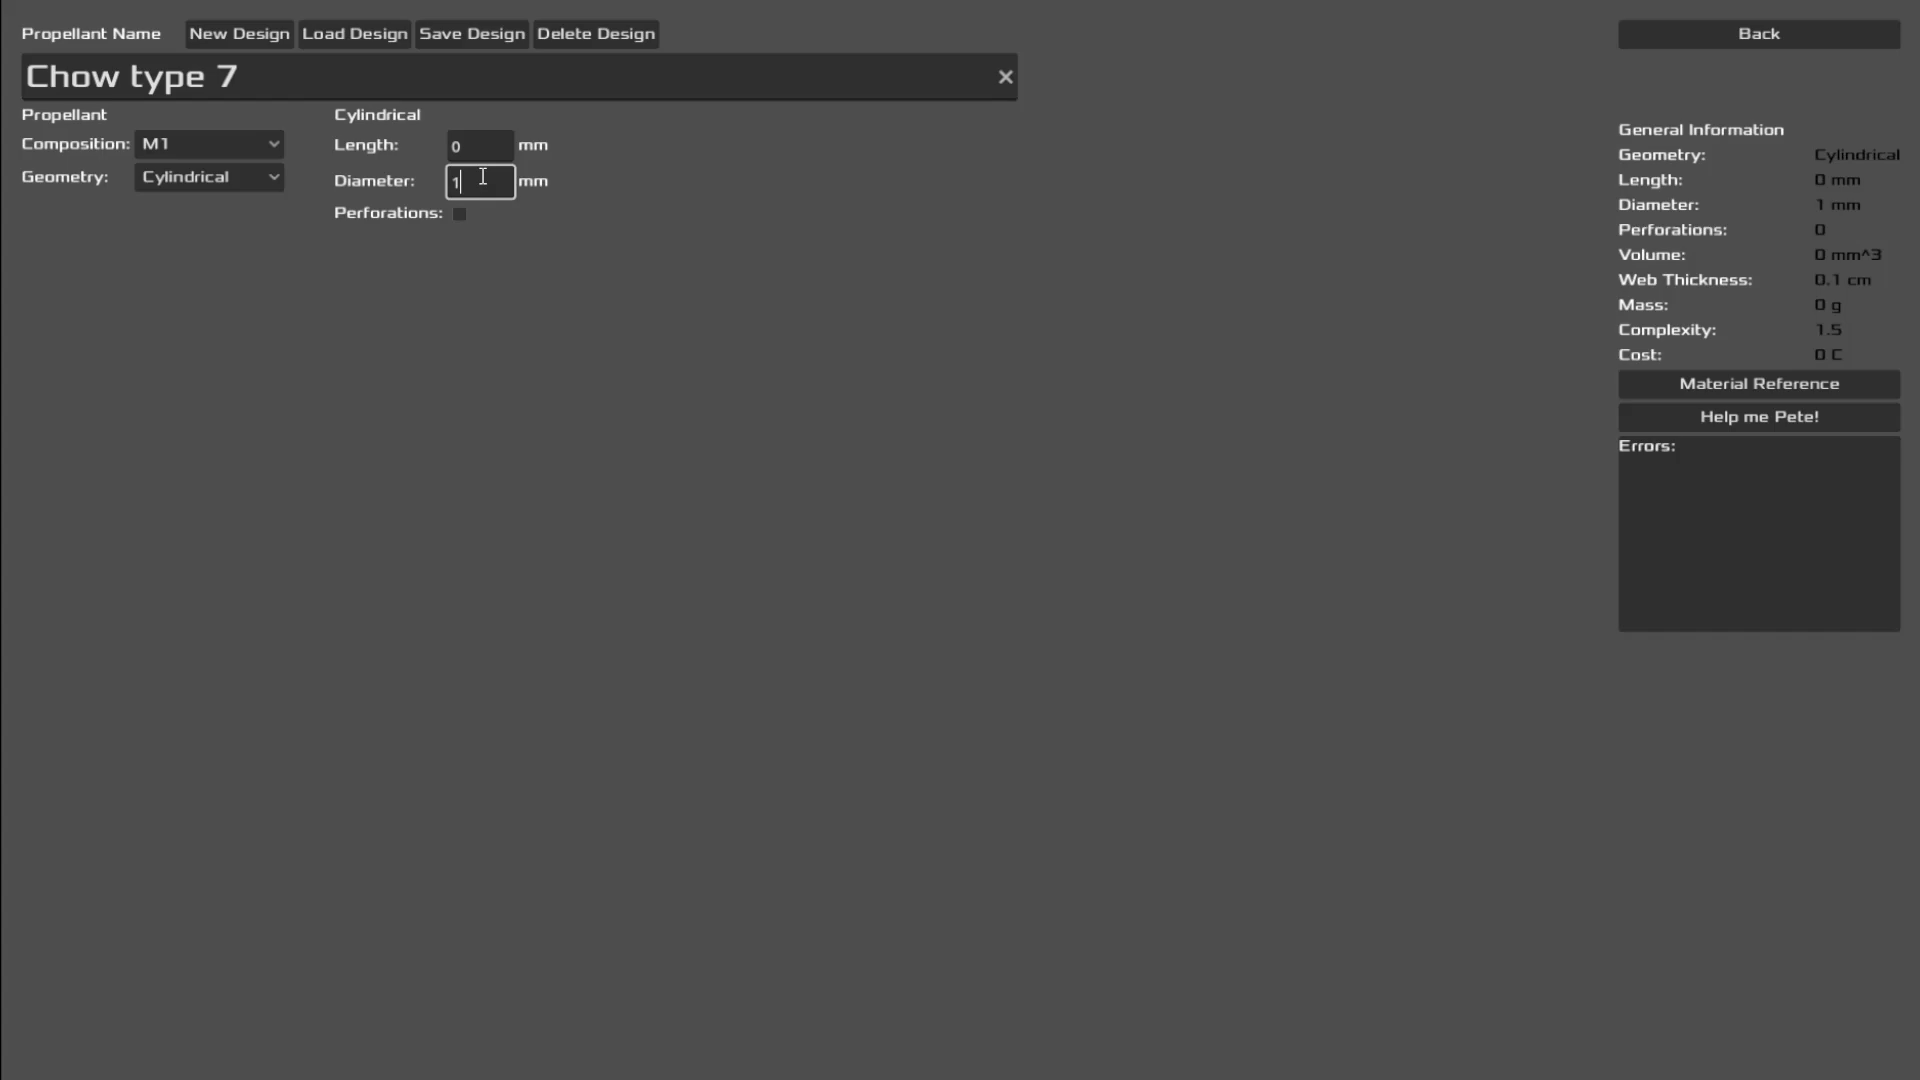 Propellant Name New Design Load Design Save Design Delete Design Back
Chow type 7
Propellant Cylindrical
Composition: M1 Length: 0 mm
Geometry: Cylindrical Diameter: 1 mm
Perforations:
General Information
Geometry: Cylindrical
Length: 0 mm
Diameter: 1 mm
Perforations: 0
Volume: 0 mm^3
Web Thickness: 0.1 cm
Mass: 0 g
Complexity: 1.5
Cost: 0 C
Material Reference
Help me Pete!
Errors: